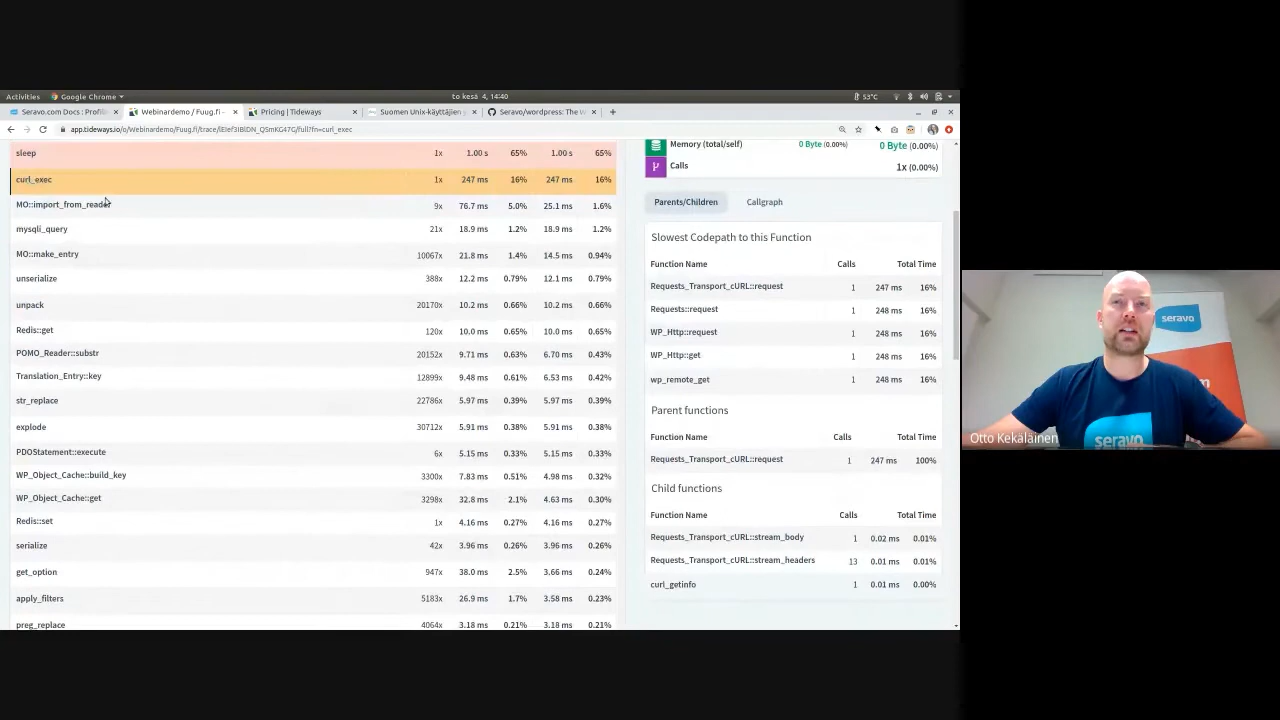 Activities Google Chrome to kesä 4, 14:40 53°C
Seravo.com Docs : Profilin Webinardemo / Fuug.fi - Pricing | Tideways Suomen Unix-käyttäjien Seravo/wordpress: The W
app.tideways.io/o/Webinardemo/Fuug.fi/trace/
sleep 1x 1.00 s 65% 1.00 s 65%
curl_exec 1x 247 ms 16% 247 ms 16%
MO::import_from_reader 9x 76.7 ms 5.0% 25.1 ms 1.6%
mysqli_query 21x 18.9 ms 1.2% 18.9 ms 1.2%
MO::make_entry 10067x 21.8 ms 1.4% 14.5 ms 0.94%
unserialize 388x 12.2 ms 0.79% 12.1 ms 0.79%
unpack 20170x 10.2 ms 0.66% 10.2 ms 0.66%
Redis::get 120x 10.0 ms 0.65% 10.0 ms 0.65%
POMO_Reader::substr 20152x 9.71 ms 0.63% 6.70 ms 0.43%
Translation_Entry::key 12899x 9.48 ms 0.61% 6.53 ms 0.42%
str_replace 22786x 5.97 ms 0.39% 5.97 ms 0.39%
explode 30712x 5.91 ms 0.38% 5.91 ms 0.38%
PDOStatement::execute 6x 5.15 ms 0.33% 5.15 ms 0.33%
WP_Object_Cache::build_key 3300x 7.83 ms 0.51% 4.98 ms 0.32%
WP_Object_Cache::get 3298x 32.8 ms 2.1% 4.63 ms 0.30%
Redis::set 1x 4.16 ms 0.27% 4.16 ms 0.27%
serialize 42x 3.96 ms 0.26% 3.96 ms 0.26%
get_option 947x 38.0 ms 2.5% 3.66 ms 0.24%
apply_filters 5183x 26.9 ms 1.7% 3.58 ms 0.23%
preg_replace 4064x 3.18 ms 0.21% 3.18 ms 0.21%
Memory (total/self) 0 Byte (0.00%) 0 Byte (0.00%)
Calls 1x (0.00%)
Parents/Children Callgraph
Slowest Codepath to this Function
Function Name Calls Total Time
Requests_Transport_cURL::request 1 247 ms 16%
Requests::request 1 248 ms 16%
WP_Http::request 1 248 ms 16%
WP_Http::get 1 248 ms 16%
wp_remote_get 1 248 ms 16%
Parent functions
Function Name Calls Total Time
Requests_Transport_cURL::request 1 247 ms 100%
Child functions
Function Name Calls Total Time
Requests_Transport_cURL::stream_body 1 0.02 ms 0.01%
Requests_Transport_cURL::stream_headers 13 0.01 ms 0.01%
curl_getinfo 1 0.01 ms 0.00%
seravo
m
seravo
Otto Kekäläinen